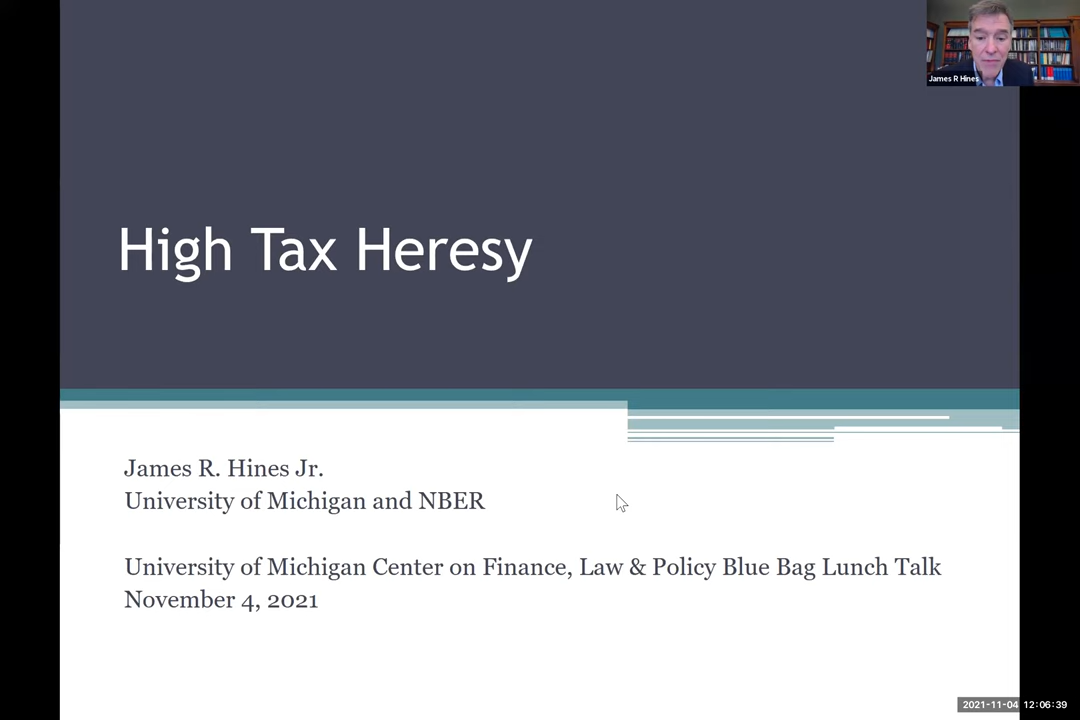 James R Hines
High Tax Heresy
James R. Hines Jr.
University of Michigan and NBER
University of Michigan Center on Finance, Law & Policy Blue Bag Lunch Talk
November 4, 2021
2021-11-04 12:06:39